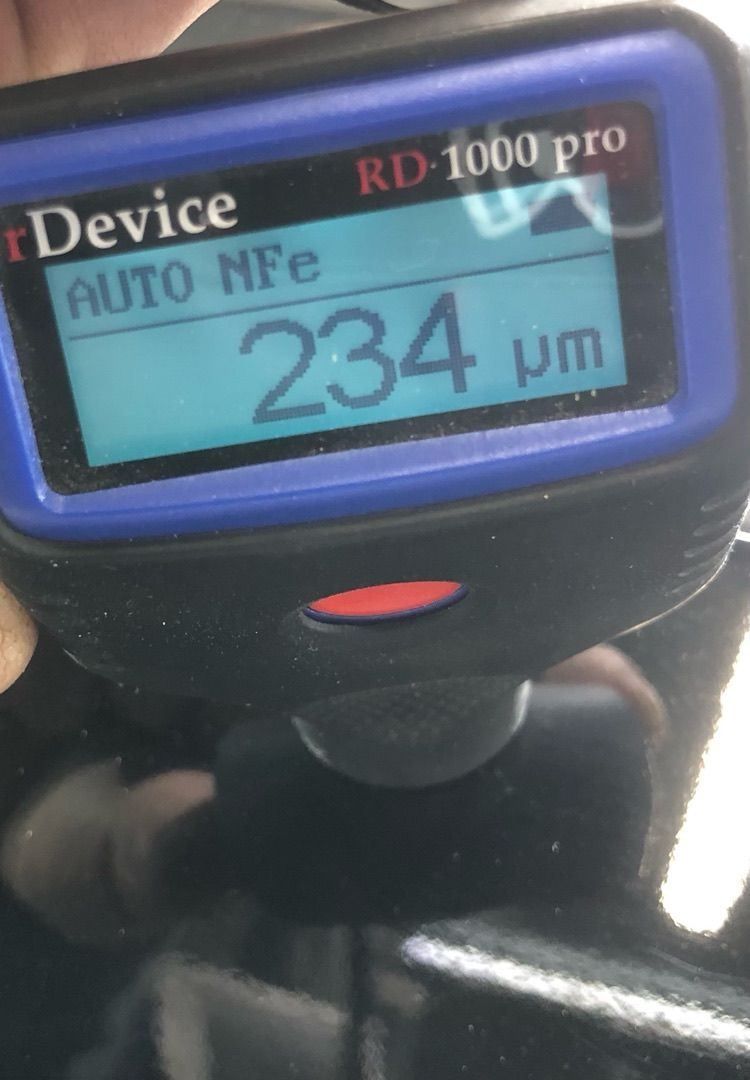 RD·1000 pro
rDevice
AUTO NFe
234 µm